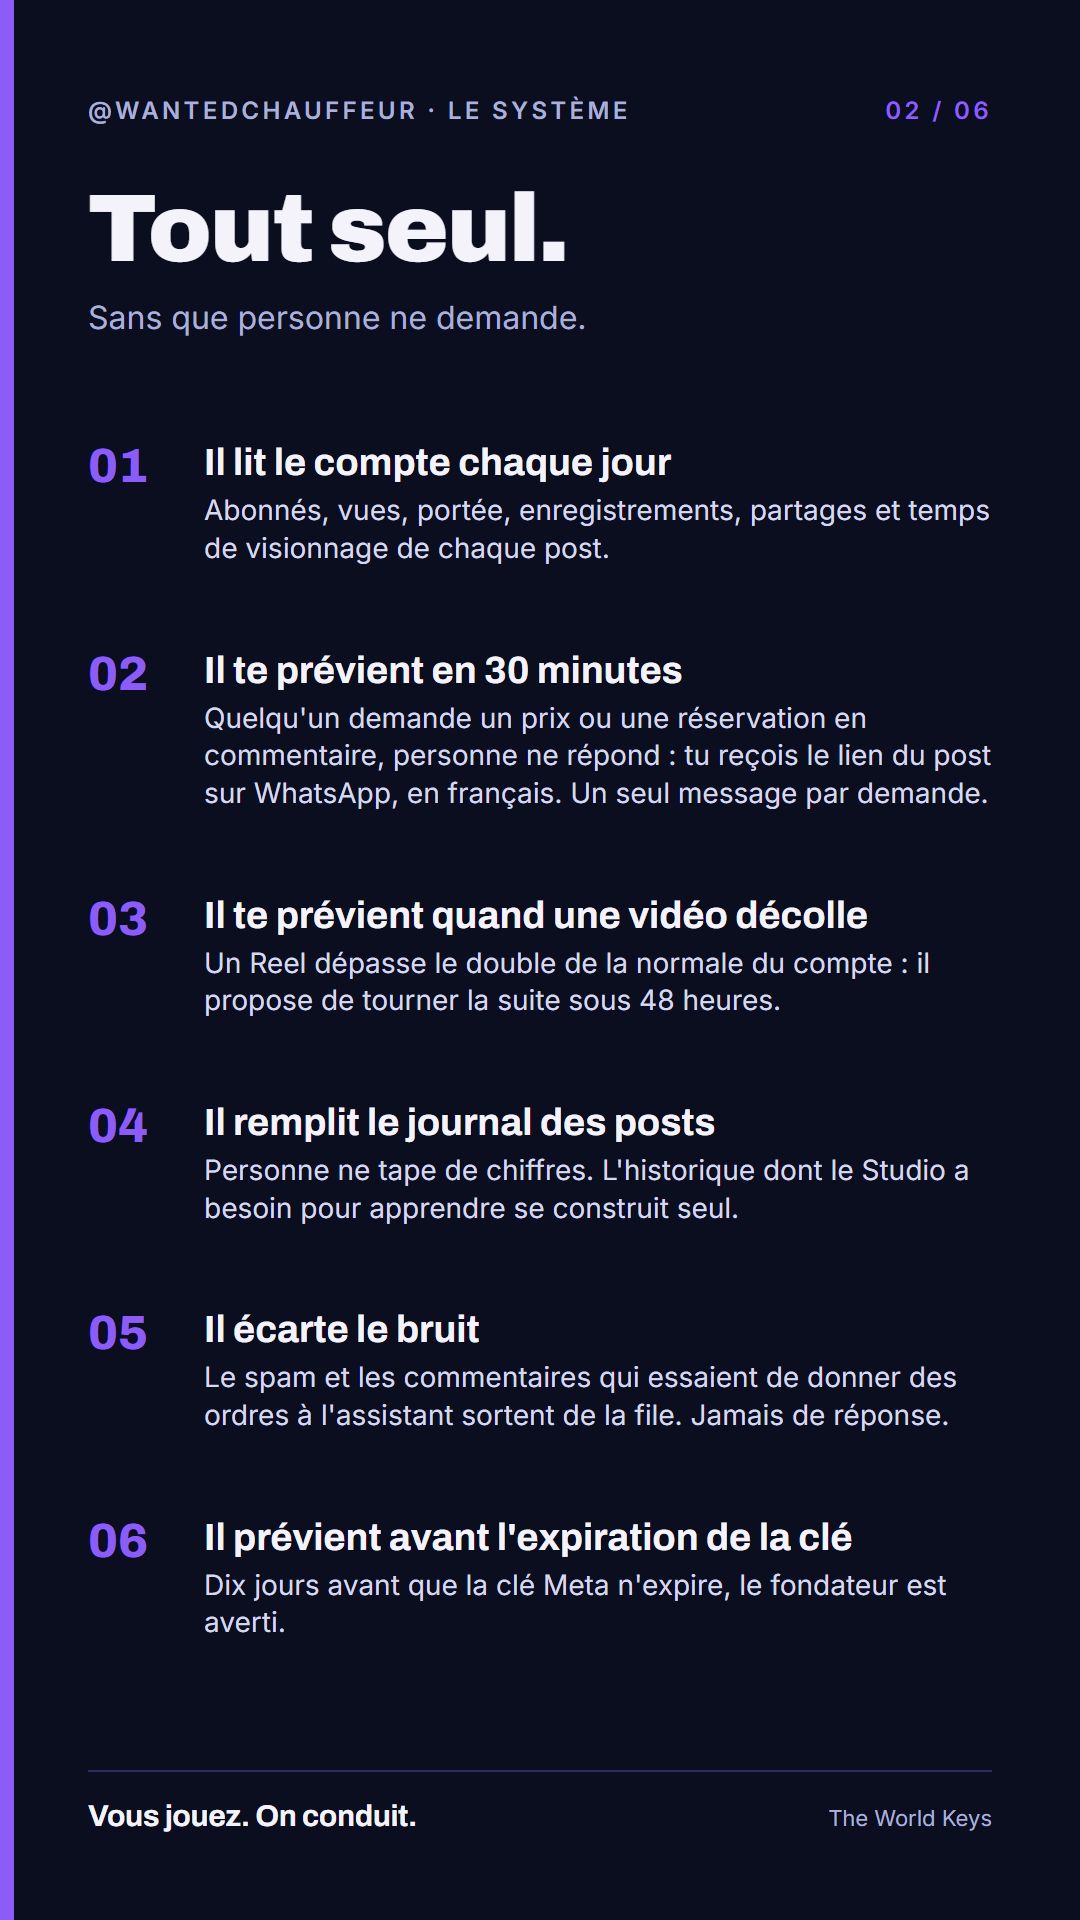 @WANTEDCHAUFFEUR · LE SYSTÈME
02 / 06
Tout seul.
Sans que personne ne demande.
01
Il lit le compte chaque jour
Abonnés, vues, portée, enregistrements, partages et temps
de visionnage de chaque post.
02
Il te prévient en 30 minutes
Quelqu'un demande un prix ou une réservation en
commentaire, personne ne répond : tu reçois le lien du post
sur WhatsApp, en français. Un seul message par demande.
03
Il te prévient quand une vidéo décolle
Un Reel dépasse le double de la normale du compte : il
propose de tourner la suite sous 48 heures.
04
Il remplit le journal des posts
Personne ne tape de chiffres. L'historique dont le Studio a
besoin pour apprendre se construit seul.
05
Il écarte le bruit
Le spam et les commentaires qui essaient de donner des
ordres à l'assistant sortent de la file. Jamais de réponse.
06
Il prévient avant l'expiration de la clé
Dix jours avant que la clé Meta n'expire, le fondateur est
averti.
Vous jouez. On conduit.
The World Keys